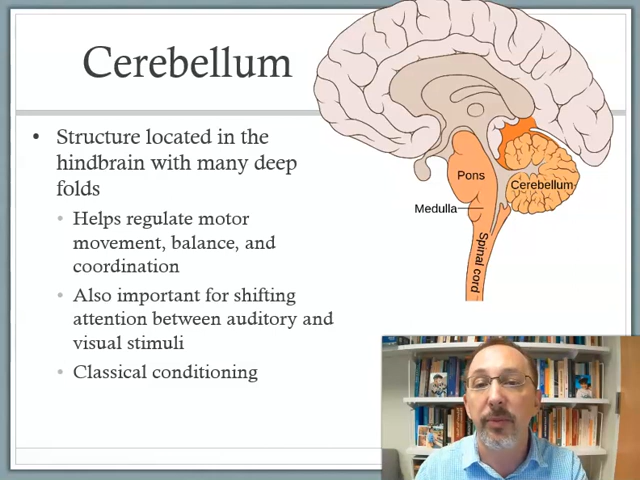 Cerebellum
• Structure located in the
hindbrain with many deep
folds
• Helps regulate motor
movement, balance, and
coordination
• Also important for shifting
attention between auditory and
visual stimuli
• Classical conditioning
Pons
Cerebellum
Medulla
Spinal cord